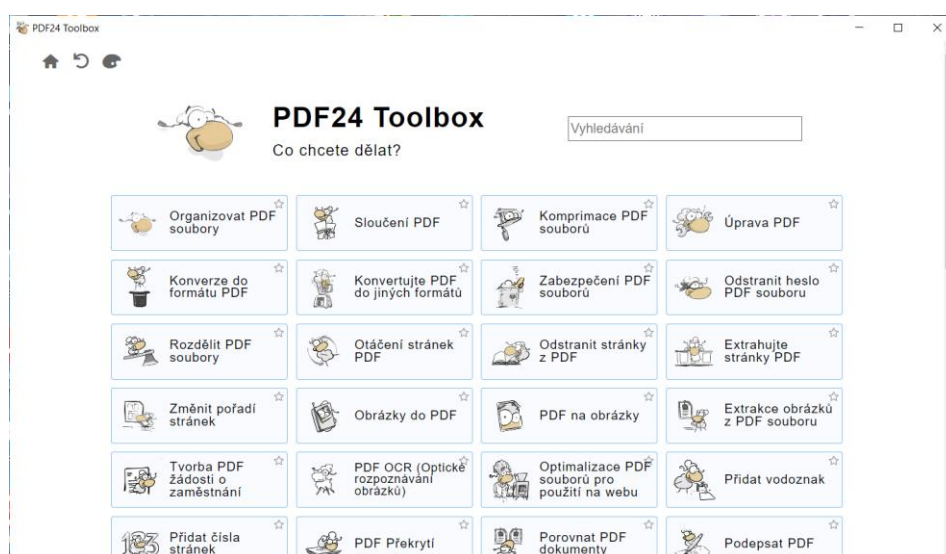 PDF24 Toolbox
PDF24 Toolbox
Vyhledávání
Co chcete dělat?
Organizovat PDF
soubory
Sloučení PDF
Komprimace PDF
souborů
Úprava PDF
Konverze do
formátu PDF
Konvertujte PDF
do jiných formátů
Zabezpečení PDF
souborů
Odstranit heslo
PDF souboru
Rozdělit PDF
soubory
Otáčení stránek
PDF
Odstranit stránky
z PDF
Extrahujte
stránky PDF
Změnit pořadí
stránek
Obrázky do PDF
PDF na obrázky
Extrakce obrázků
z PDF souboru
Tvorba PDF
žádosti o
zaměstnání
PDF OCR (Optické
rozpoznávání
obrázků)
Optimalizace PDF
souborů pro
použití na webu
Přidat vodoznak
123
Přidat čísla
stránek
PDF Překrytí
Porovnat PDF
dokumenty
Podepsat PDF